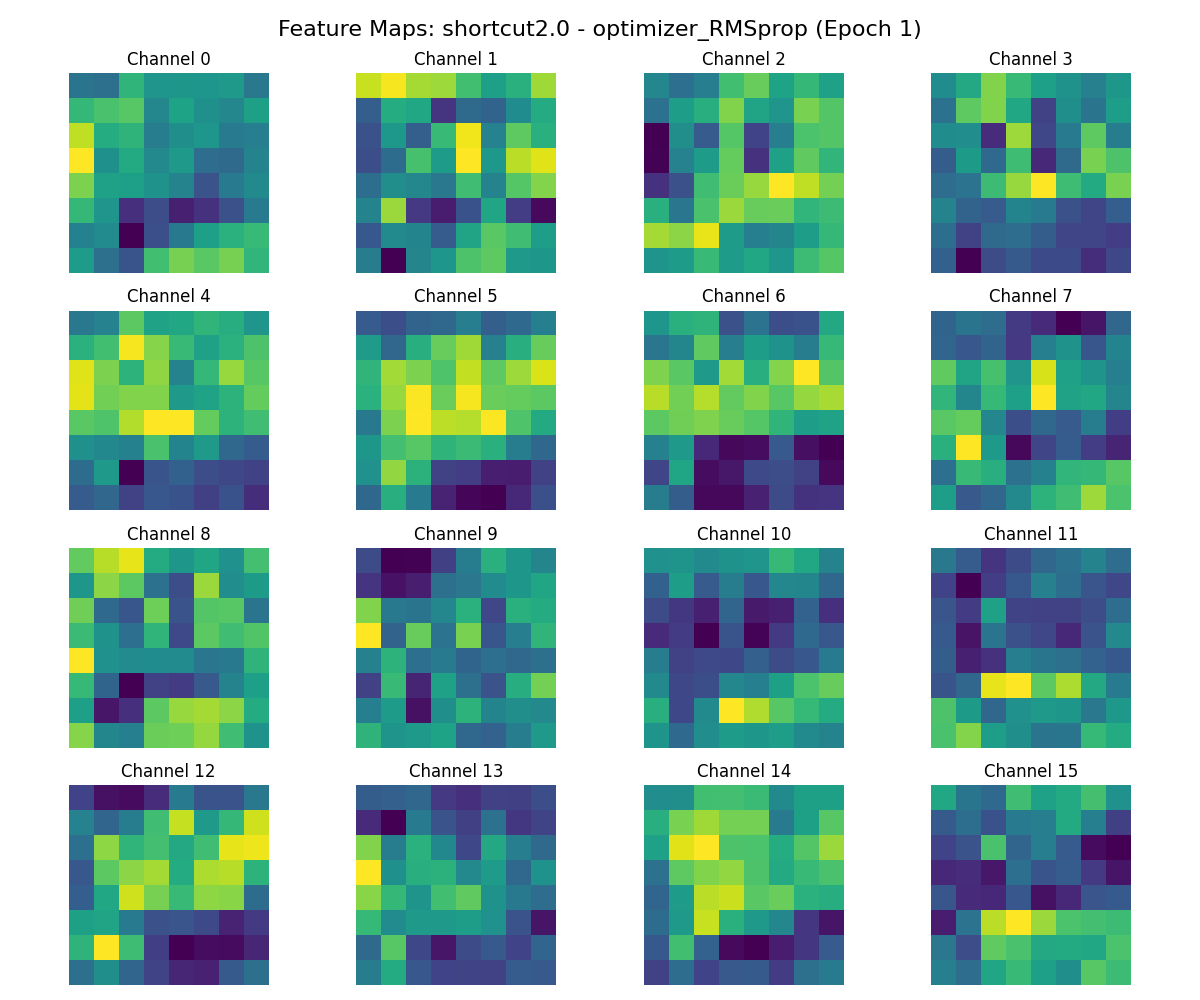 Feature Maps: shortcut2.0 - optimizer_RMSprop (Epoch 1)
Channel 0
Channel 1
Channel 2
Channel 3
Channel 4
Channel 5
Channel 6
Channel 7
Channel 8
Channel 9
Channel 10
Channel 11
Channel 12
Channel 13
Channel 14
Channel 15